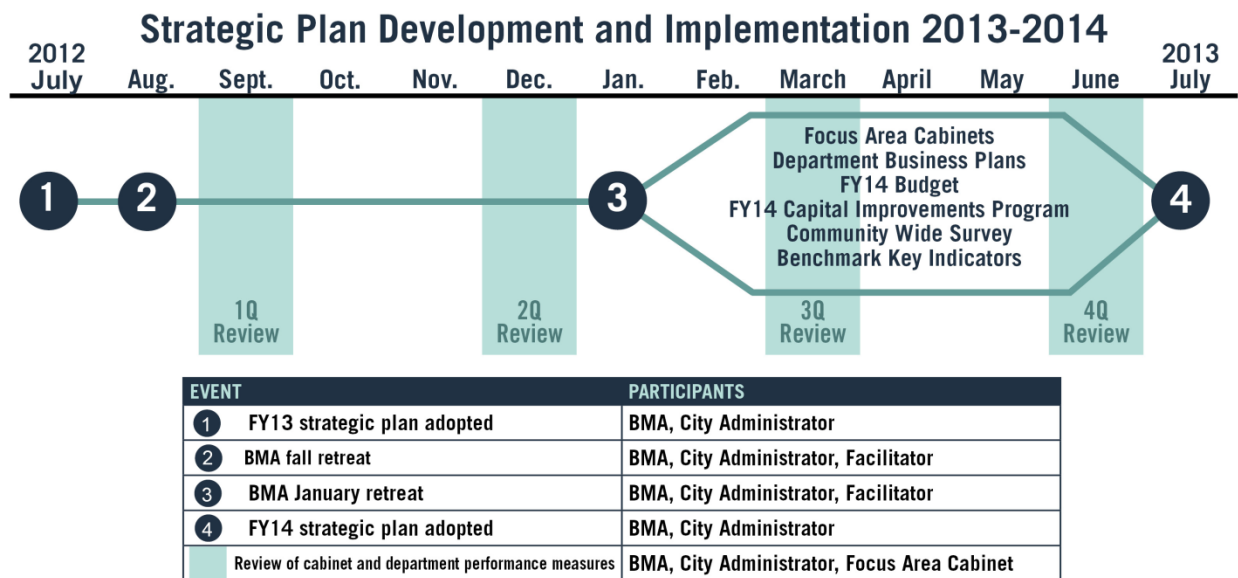 Strategic Plan Development and Implementation 2013-2014
2012
July Aug. Sept. Oct. Nov. Dec. Jan. Feb. March April May June
2013
July
1
2
3
4
Focus Area Cabinets
Department Business Plans
FY14 Budget
FY14 Capital Improvements Program
Community Wide Survey
Benchmark Key Indicators
1Q
Review
2Q
Review
3Q
Review
4Q
Review
EVENT PARTICIPANTS
1 FY13 strategic plan adopted BMA, City Administrator
2 BMA fall retreat BMA, City Administrator, Facilitator
3 BMA January retreat BMA, City Administrator, Facilitator
4 FY14 strategic plan adopted BMA, City Administrator
Review of cabinet and department performance measures BMA, City Administrator, Focus Area Cabinet